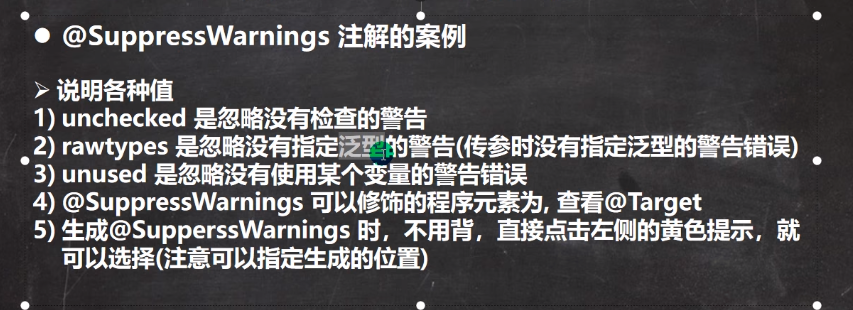 ● @SuppressWarnings 注解的案例
➢ 说明各种值
1) unchecked 是忽略没有检查的警告
2) rawtypes 是忽略没有指定泛型的警告(传参时没有指定泛型的警告错误)
3) unused 是忽略没有使用某个变量的警告错误
4) @SuppressWarnings 可以修饰的程序元素为, 查看@Target
5) 生成@SupperssWarnings 时，不用背，直接点击左侧的黄色提示，就
可以选择(注意可以指定生成的位置)